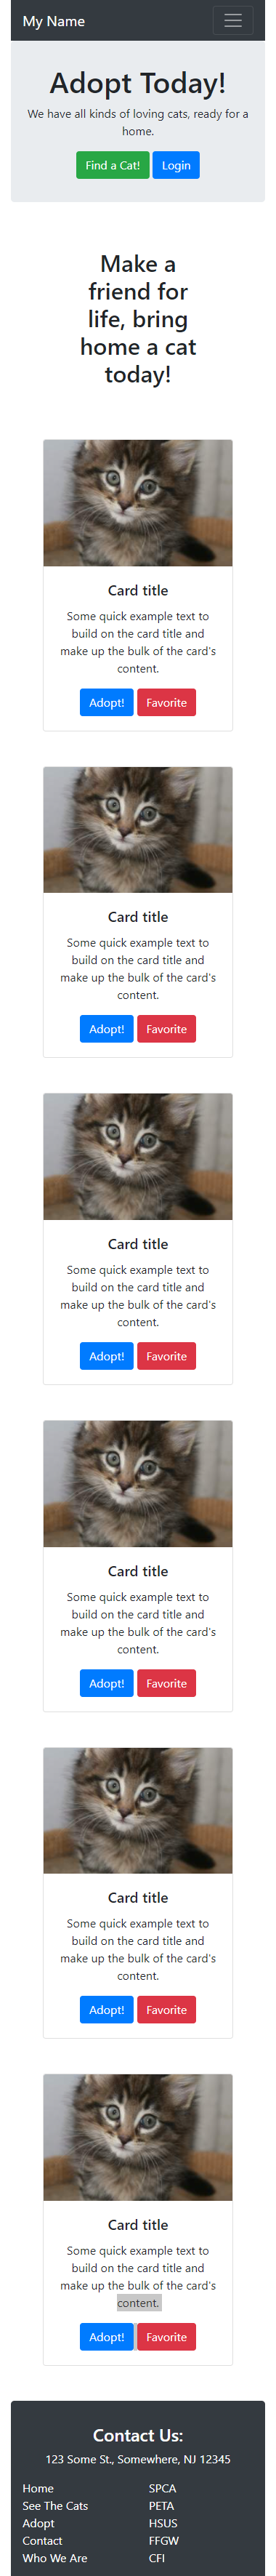 My Name
Adopt Today!
We have all kinds of loving cats, ready for a
home.
Find a Cat! Login
Make a
friend for
life, bring
home a cat
today!
Card title
Some quick example text to
build on the card title and
make up the bulk of the card's
content.
Adopt! Favorite
Card title
Some quick example text to
build on the card title and
make up the bulk of the card's
content.
Adopt! Favorite
Card title
Some quick example text to
build on the card title and
make up the bulk of the card's
content.
Adopt! Favorite
Card title
Some quick example text to
build on the card title and
make up the bulk of the card's
content.
Adopt! Favorite
Card title
Some quick example text to
build on the card title and
make up the bulk of the card's
content.
Adopt! Favorite
Card title
Some quick example text to
build on the card title and
make up the bulk of the card's
content.
Adopt! Favorite
Contact Us:
123 Some St., Somewhere, NJ 12345
Home SPCA
See The Cats PETA
Adopt HSUS
Contact FFGW
Who We Are CFI